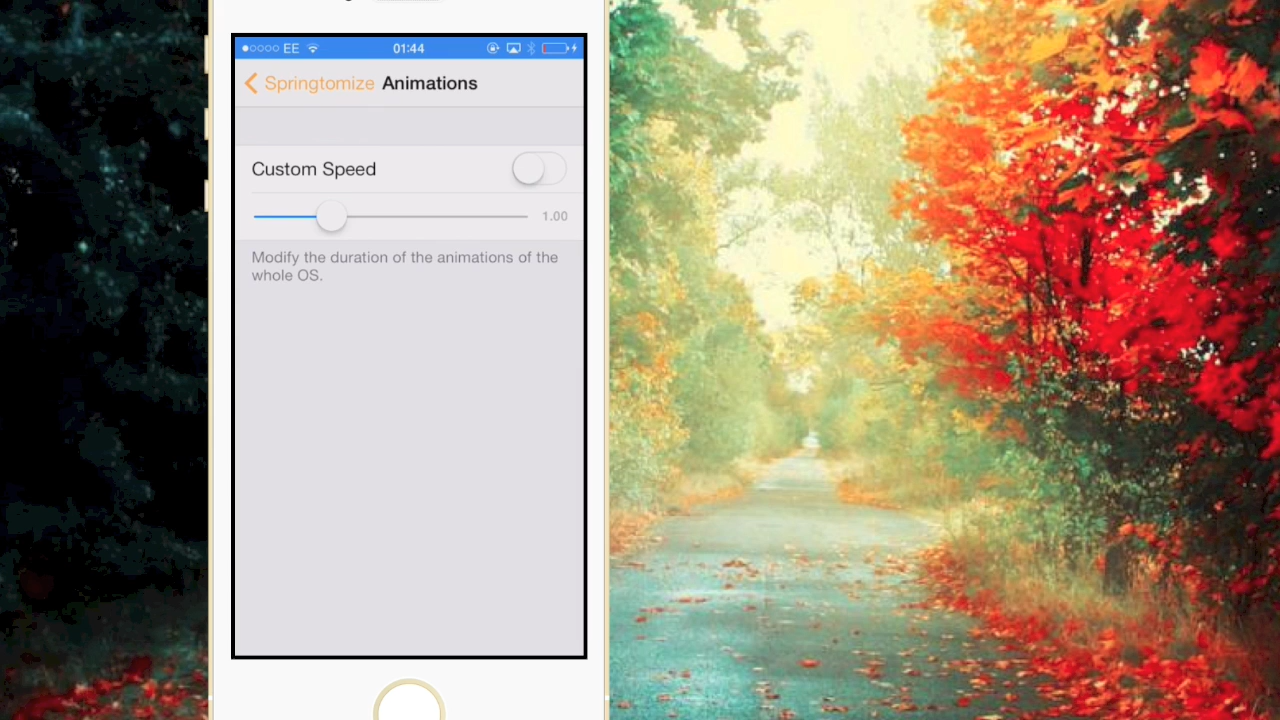 EE 01:44
Springtomize Animations
Custom Speed
1.00
Modify the duration of the animations of the
whole OS.